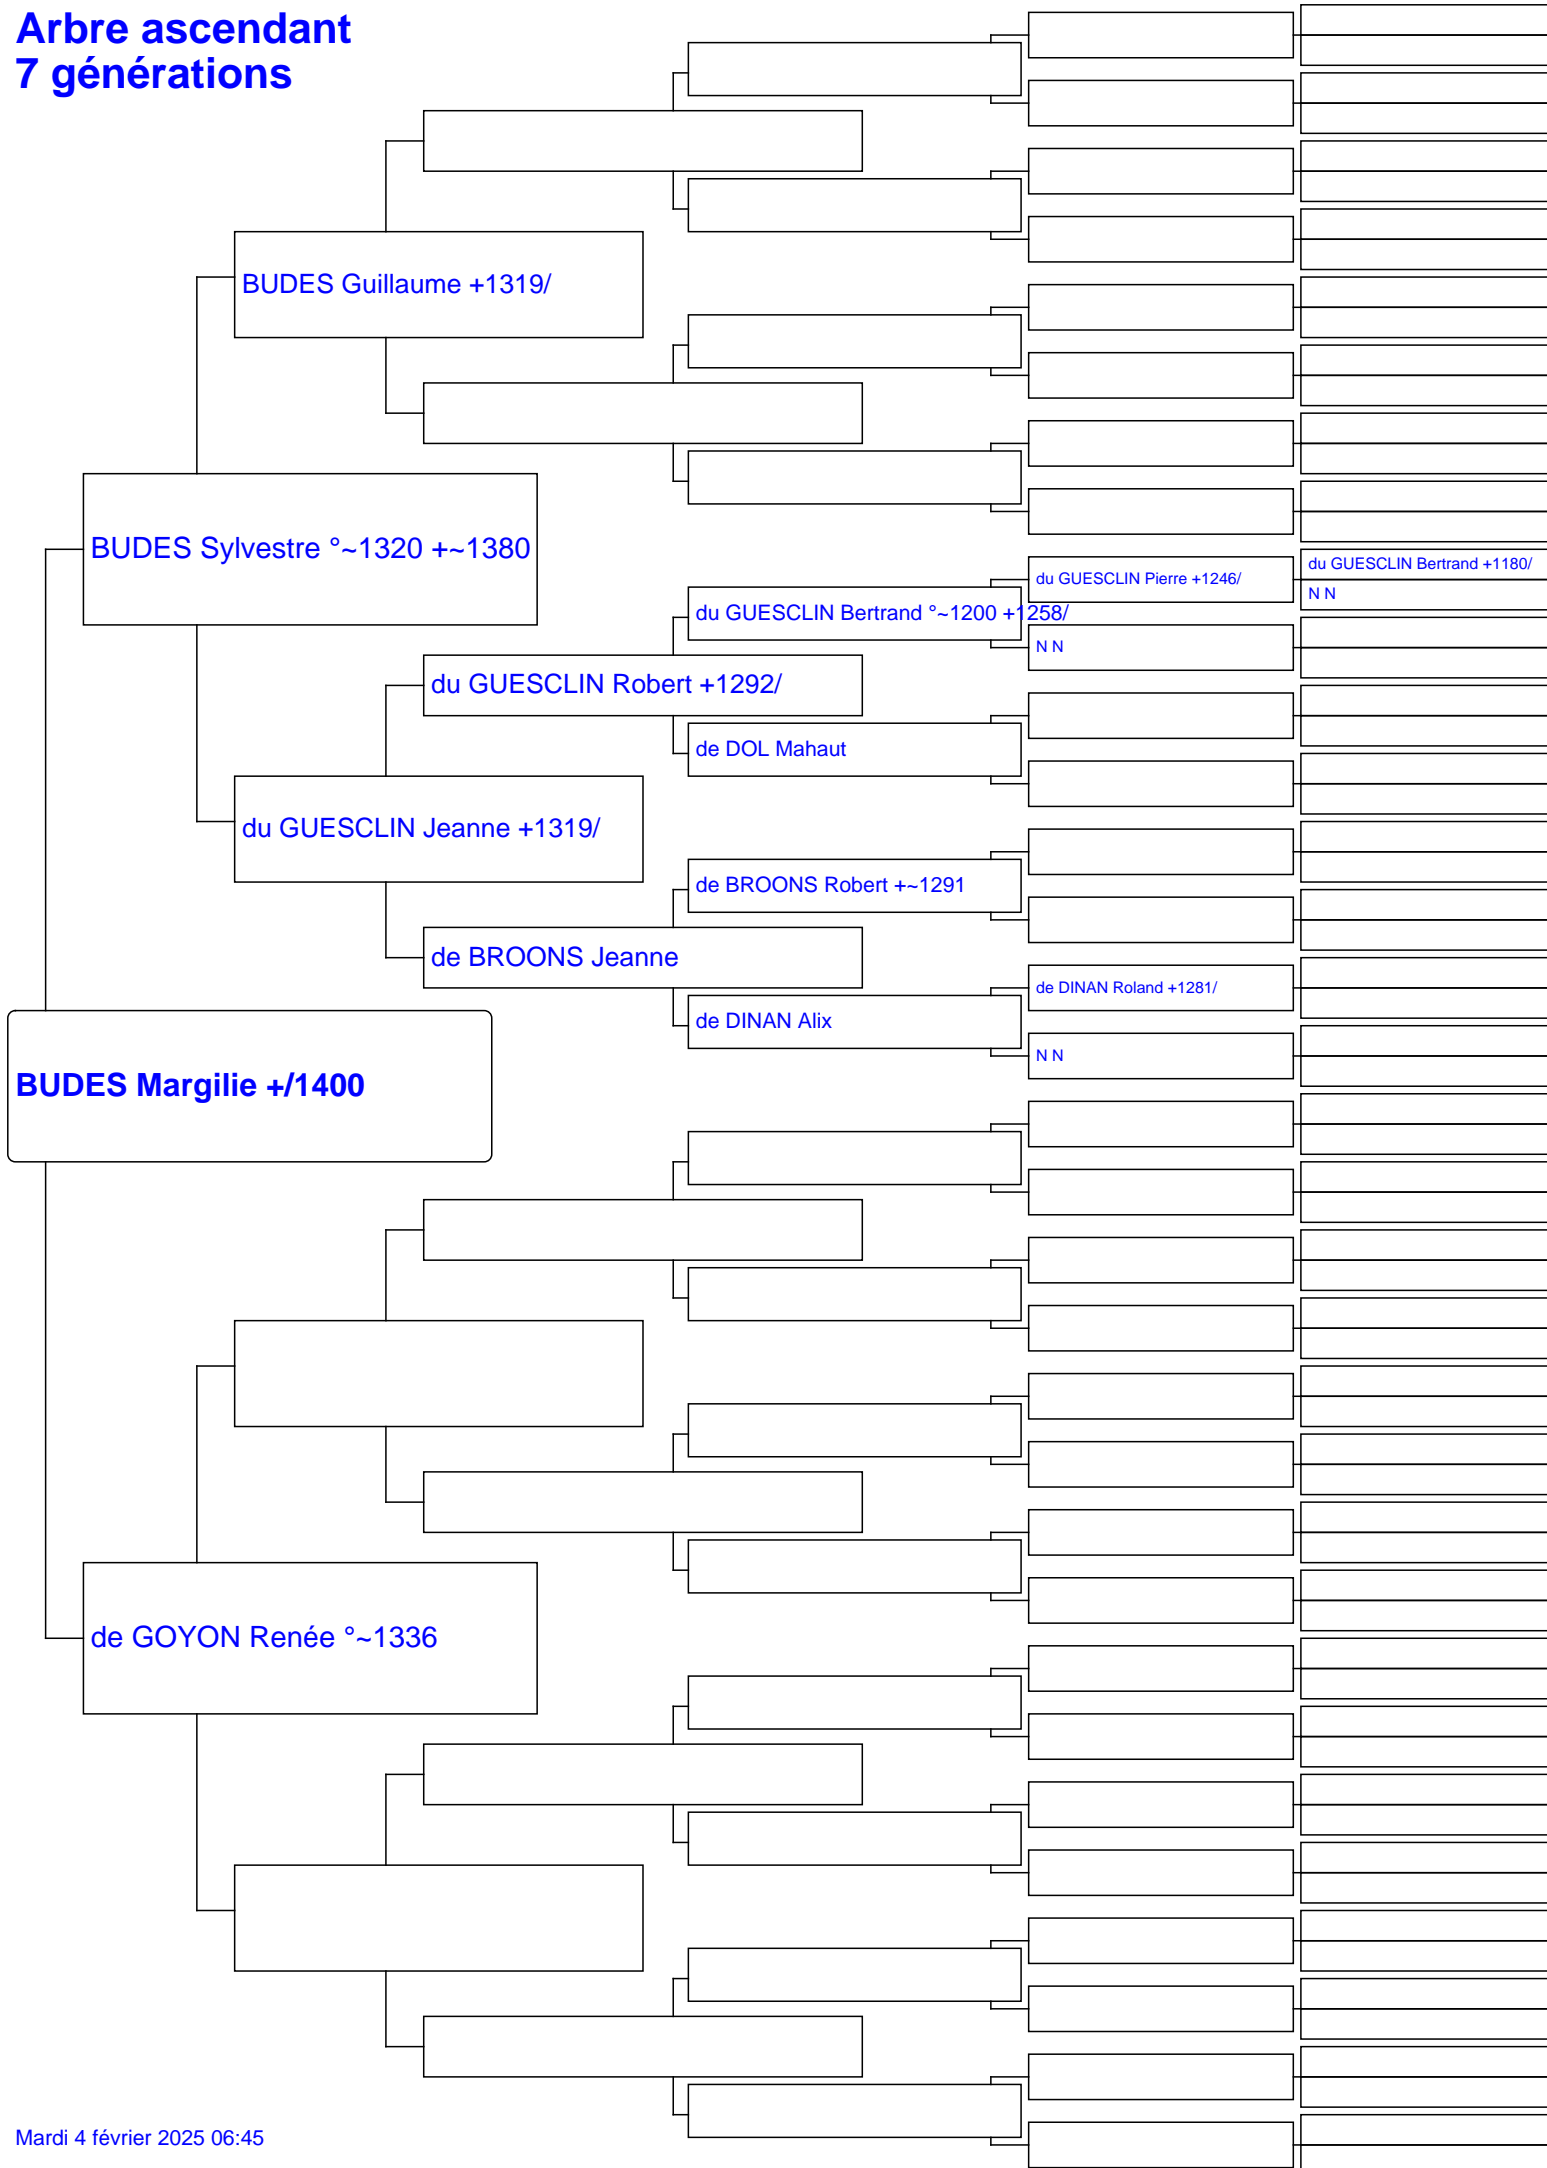 Arbre ascendant
7 générations
BUDES Guillaume +1319/
BUDES Sylvestre °~1320 +~1380
du GUESCLIN Pierre +1246/
du GUESCLIN Bertrand +1180/
N N
du GUESCLIN Bertrand °~1200 +1258/
N N
du GUESCLIN Robert +1292/
de DOL Mahaut
du GUESCLIN Jeanne +1319/
de BROONS Robert +~1291
de BROONS Jeanne
de DINAN Roland +1281/
de DINAN Alix
N N
BUDES Margilie +/1400
de GOYON Renée °~1336
Mardi 4 février 2025 06:45